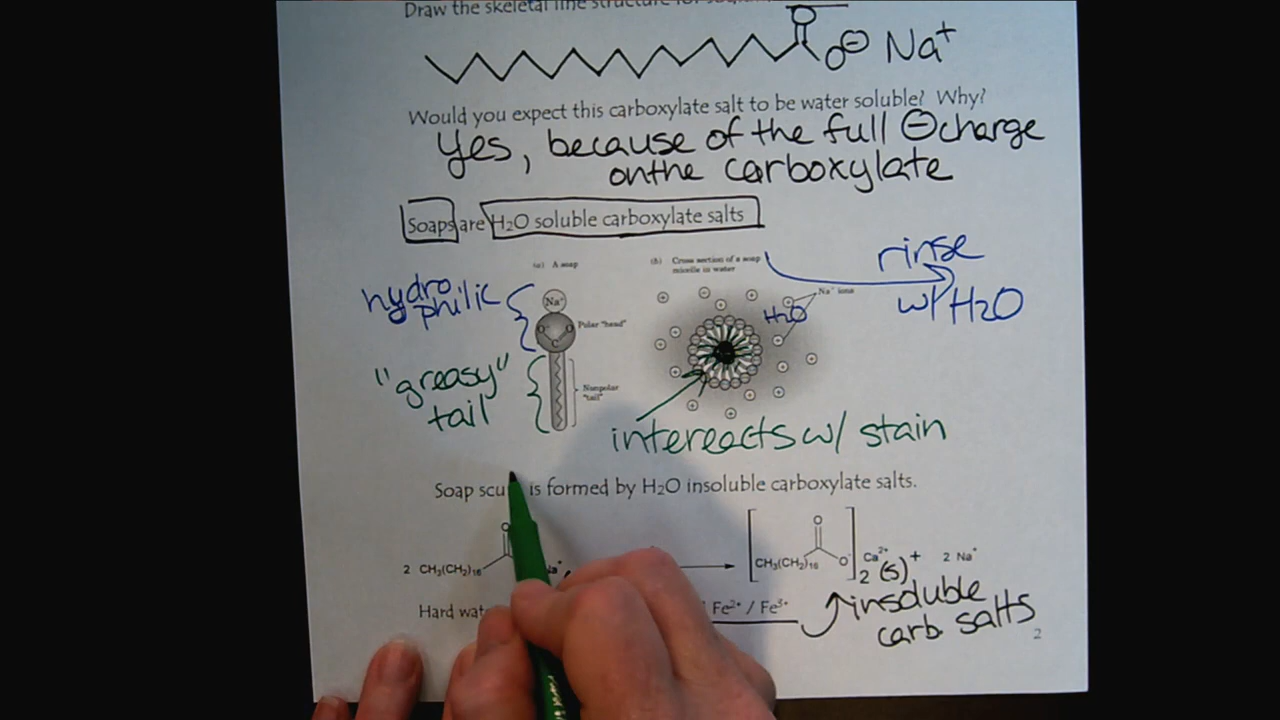 Draw the skeletal line structure for
O
O⊖ Na⁺
Would you expect this carboxylate salt to be water soluble? Why?
Yes, because of the full ⊖ charge
on the carboxylate
Soaps are H₂O soluble carboxylate salts
(a) A soap
(b) Cross section of a soap
micelle in water
rinse
w/ H₂O
hydro
philic
Na⁺
Polar "head"
Na⁺ ions
H₂O
"greasy"
tail
Nonpolar
"tail"
intereacts w/ stain
Soap is formed by H₂O insoluble carboxylate salts.
2 CH₃(CH₂)₁₆
O
CH₃(CH₂)₁₆ O⁻
Ca²⁺ + 2 Na⁺
2 (s)
Hard
Fe²⁺ / Fe³⁺
insoluble
carb. salts
2